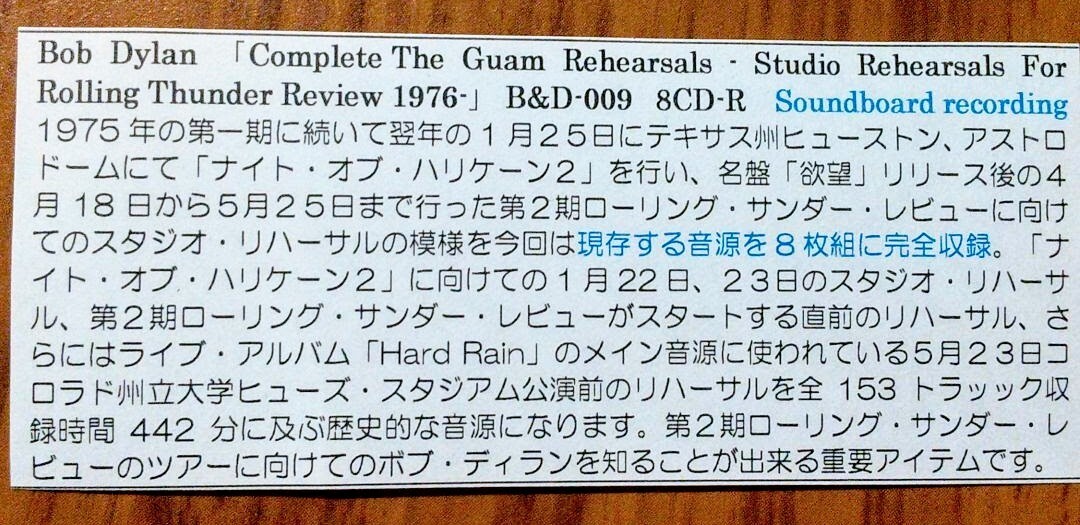 Bob Dylan 「Complete The Guam Rehearsals - Studio Rehearsals For
Rolling Thunder Review 1976-」 B&D-009 8CD-R Soundboard recording
1975年の第一期に続いて翌年の1月25日にテキサス州ヒューストン、アストロ
ドームにて「ナイト・オブ・ハリケーン2」を行い、名盤「欲望」リリース後の4
月18日から5月25日まで行った第2期ローリング・サンダー・レビューに向け
てのスタジオ・リハーサルの模様を今回は現存する音源を8枚組に完全収録。「ナ
イト・オブ・ハリケーン2」に向けての1月22日、23日のスタジオ・リハーサ
ル、第2期ローリング・サンダー・レビューがスタートする直前のリハーサル、さ
らにはライブ・アルバム「Hard Rain」のメイン音源に使われている5月23日コ
ロラド州立大学ヒューズ・スタジアム公演前のリハーサルを全 153 トラック収
録時間 442 分に及ぶ歴史的な音源になります。第2期ローリング・サンダー・レ
ビューのツアーに向けてのボブ・ディランを知ることが出来る重要アイテムです。